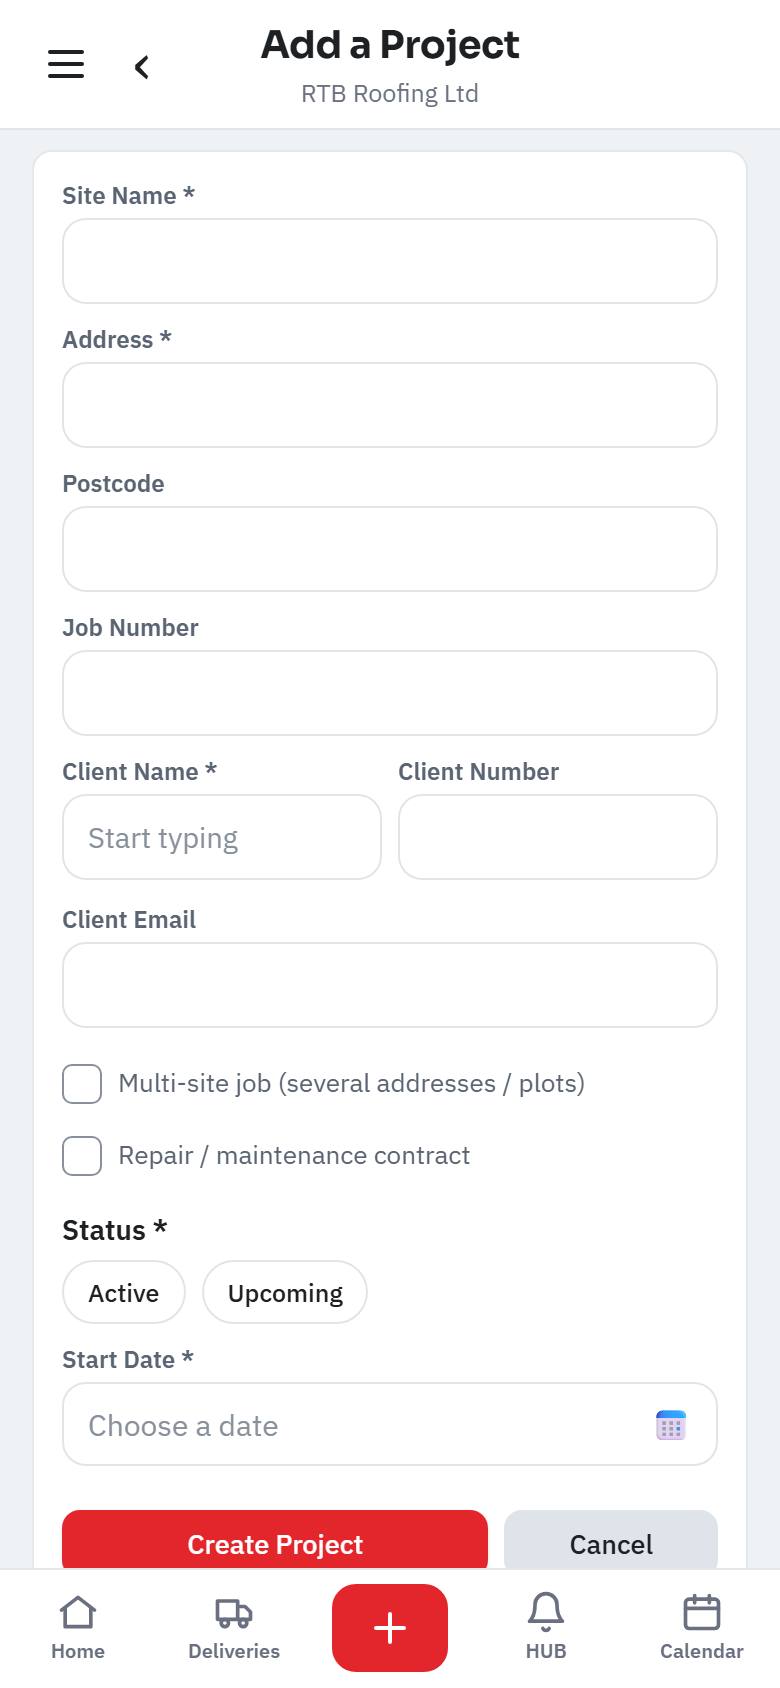 Add a Project
RTB Roofing Ltd
Site Name *
Address *
Postcode
Job Number
Client Name *
Client Number
Start typing
Client Email
Multi-site job (several addresses / plots)
Repair / maintenance contract
Status *
Active
Upcoming
Start Date *
Choose a date
Create Project
Cancel
Home
Deliveries
HUB
Calendar